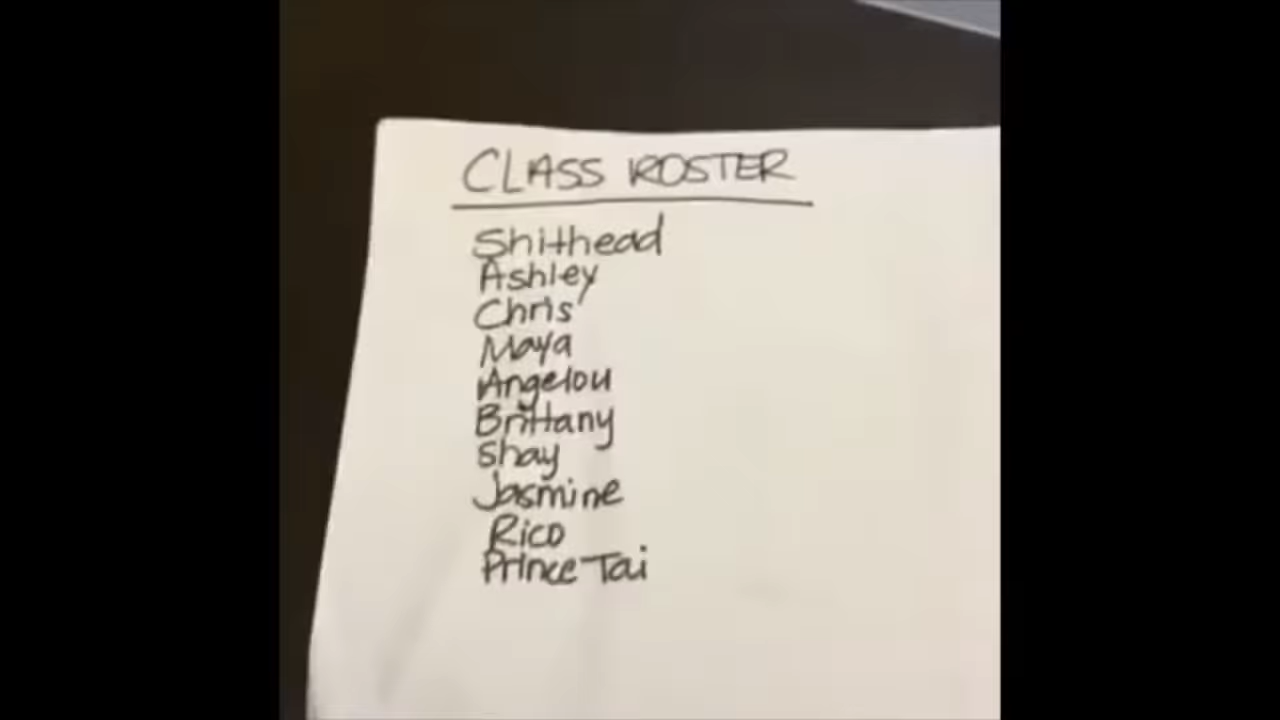 CLASS ROSTER
Shithead
Ashley
Chris
Maya
Angelou
Brittany
Shay
Jasmine
Rico
Prince Tai